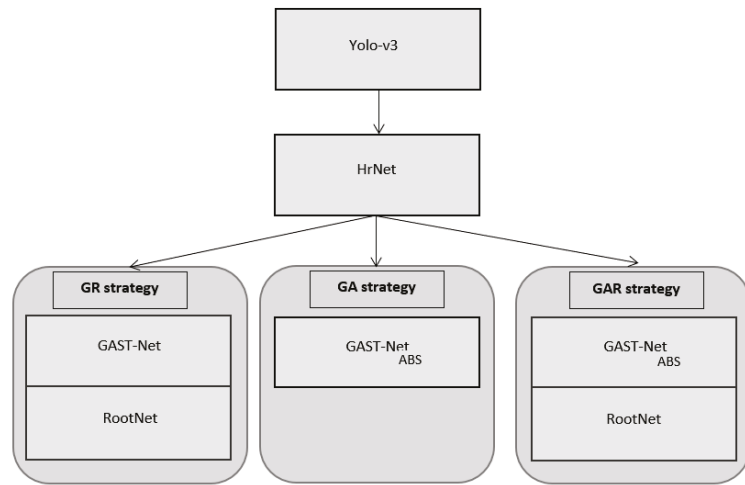 Yolo-v3
HrNet
GR strategy
GAST-Net
RootNet
GA strategy
GAST-Net
ABS
GAR strategy
GAST-Net
ABS
RootNet